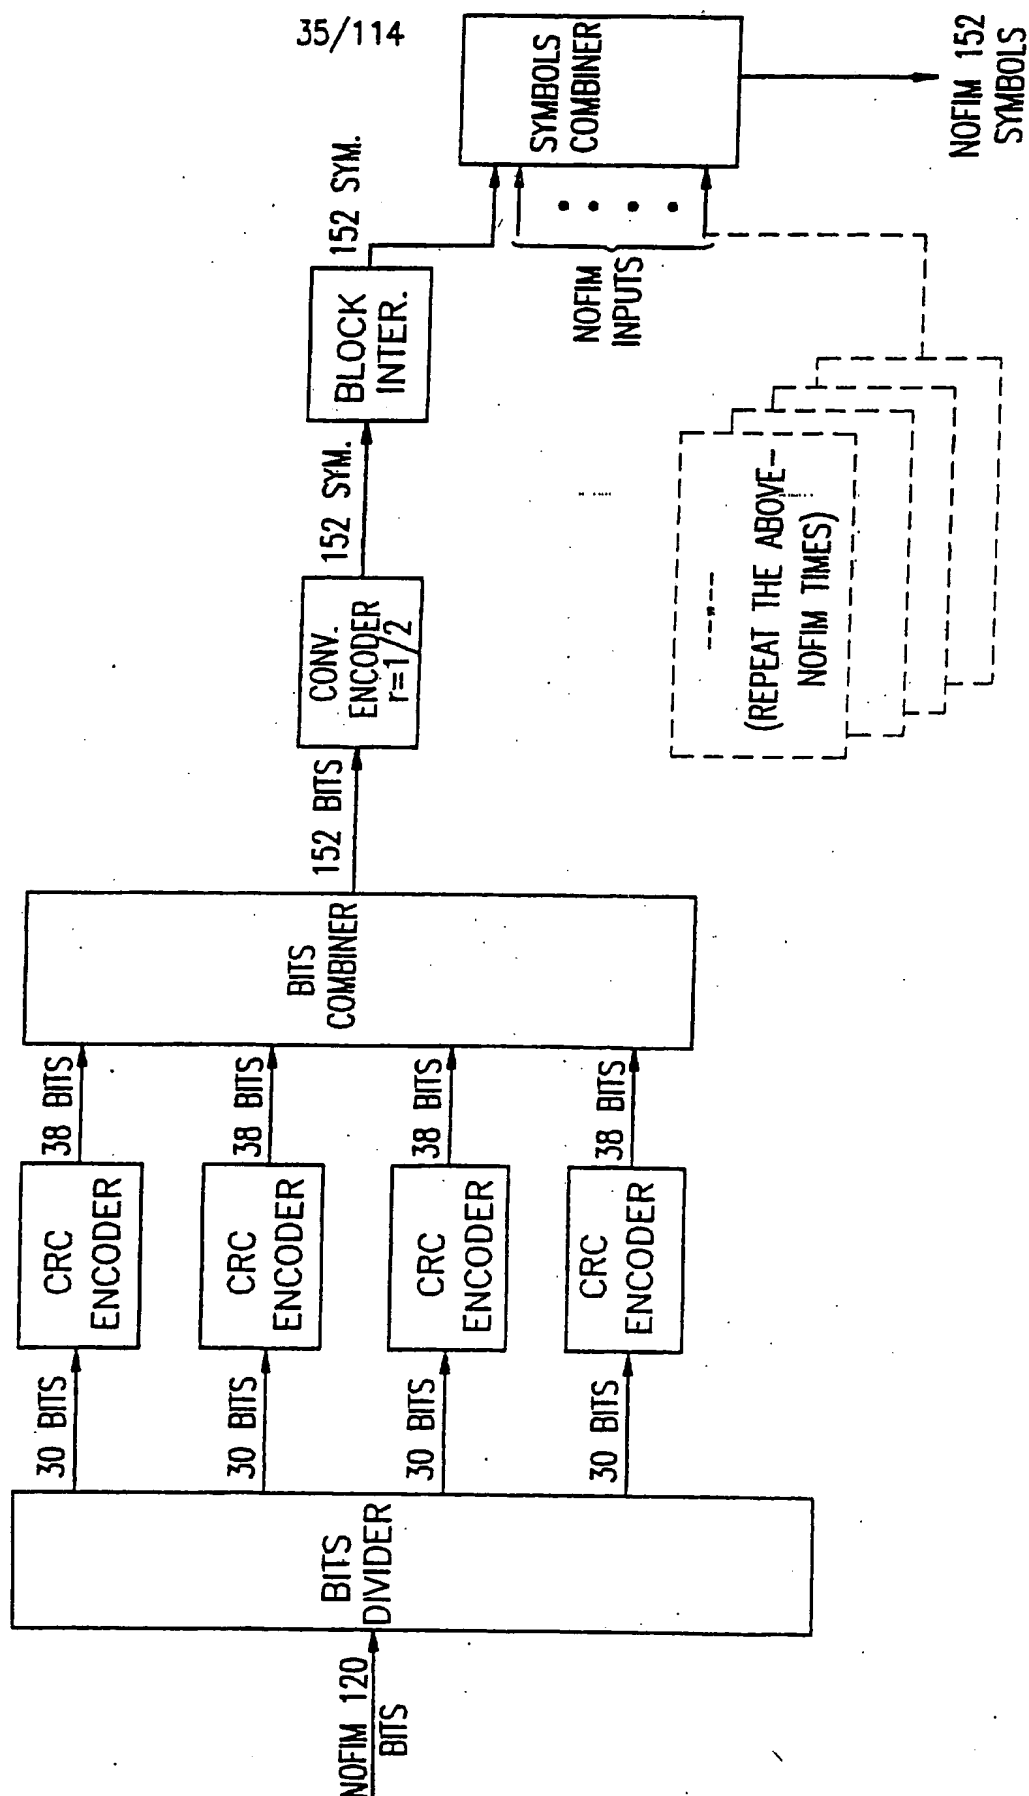 35/114
NOFIM 120
BITS
BITS
DIVIDER
30 BITS
30 BITS
30 BITS
30 BITS
CRC
ENCODER
CRC
ENCODER
CRC
ENCODER
CRC
ENCODER
38 BITS
38 BITS
38 BITS
38 BITS
BITS
COMBINER
152 BITS
CONV.
ENCODER
r=1/2
152 SYM.
BLOCK
INTER.
152 SYM.
NOFIM
INPUTS
SYMBOLS
COMBINER
NOFIM 152
SYMBOLS
---"---
(REPEAT THE ABOVE-
NOFIM TIMES)